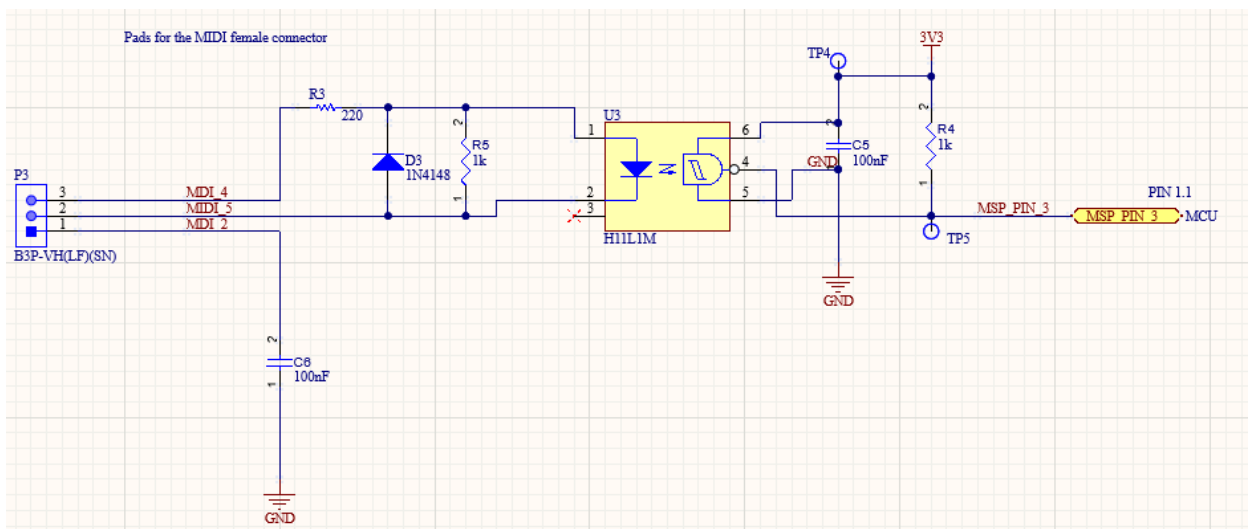 Pads for the MIDI female connector
3V3
TP4
R3
220
U3
2
R4
1k
1
2
R5
1k
1
D3
1N4148
1
2
3
6
4
5
H11L1M
2
C5
100nF
GND
GND
P3
3
2
1
MDI_4
MIDI_5
MIDI_2
B3P-VH(LF)(SN)
MSP_PIN_3
PIN 1.1
MSP_PIN_3
MCU
TP5
2
C6
100nF
1
GND